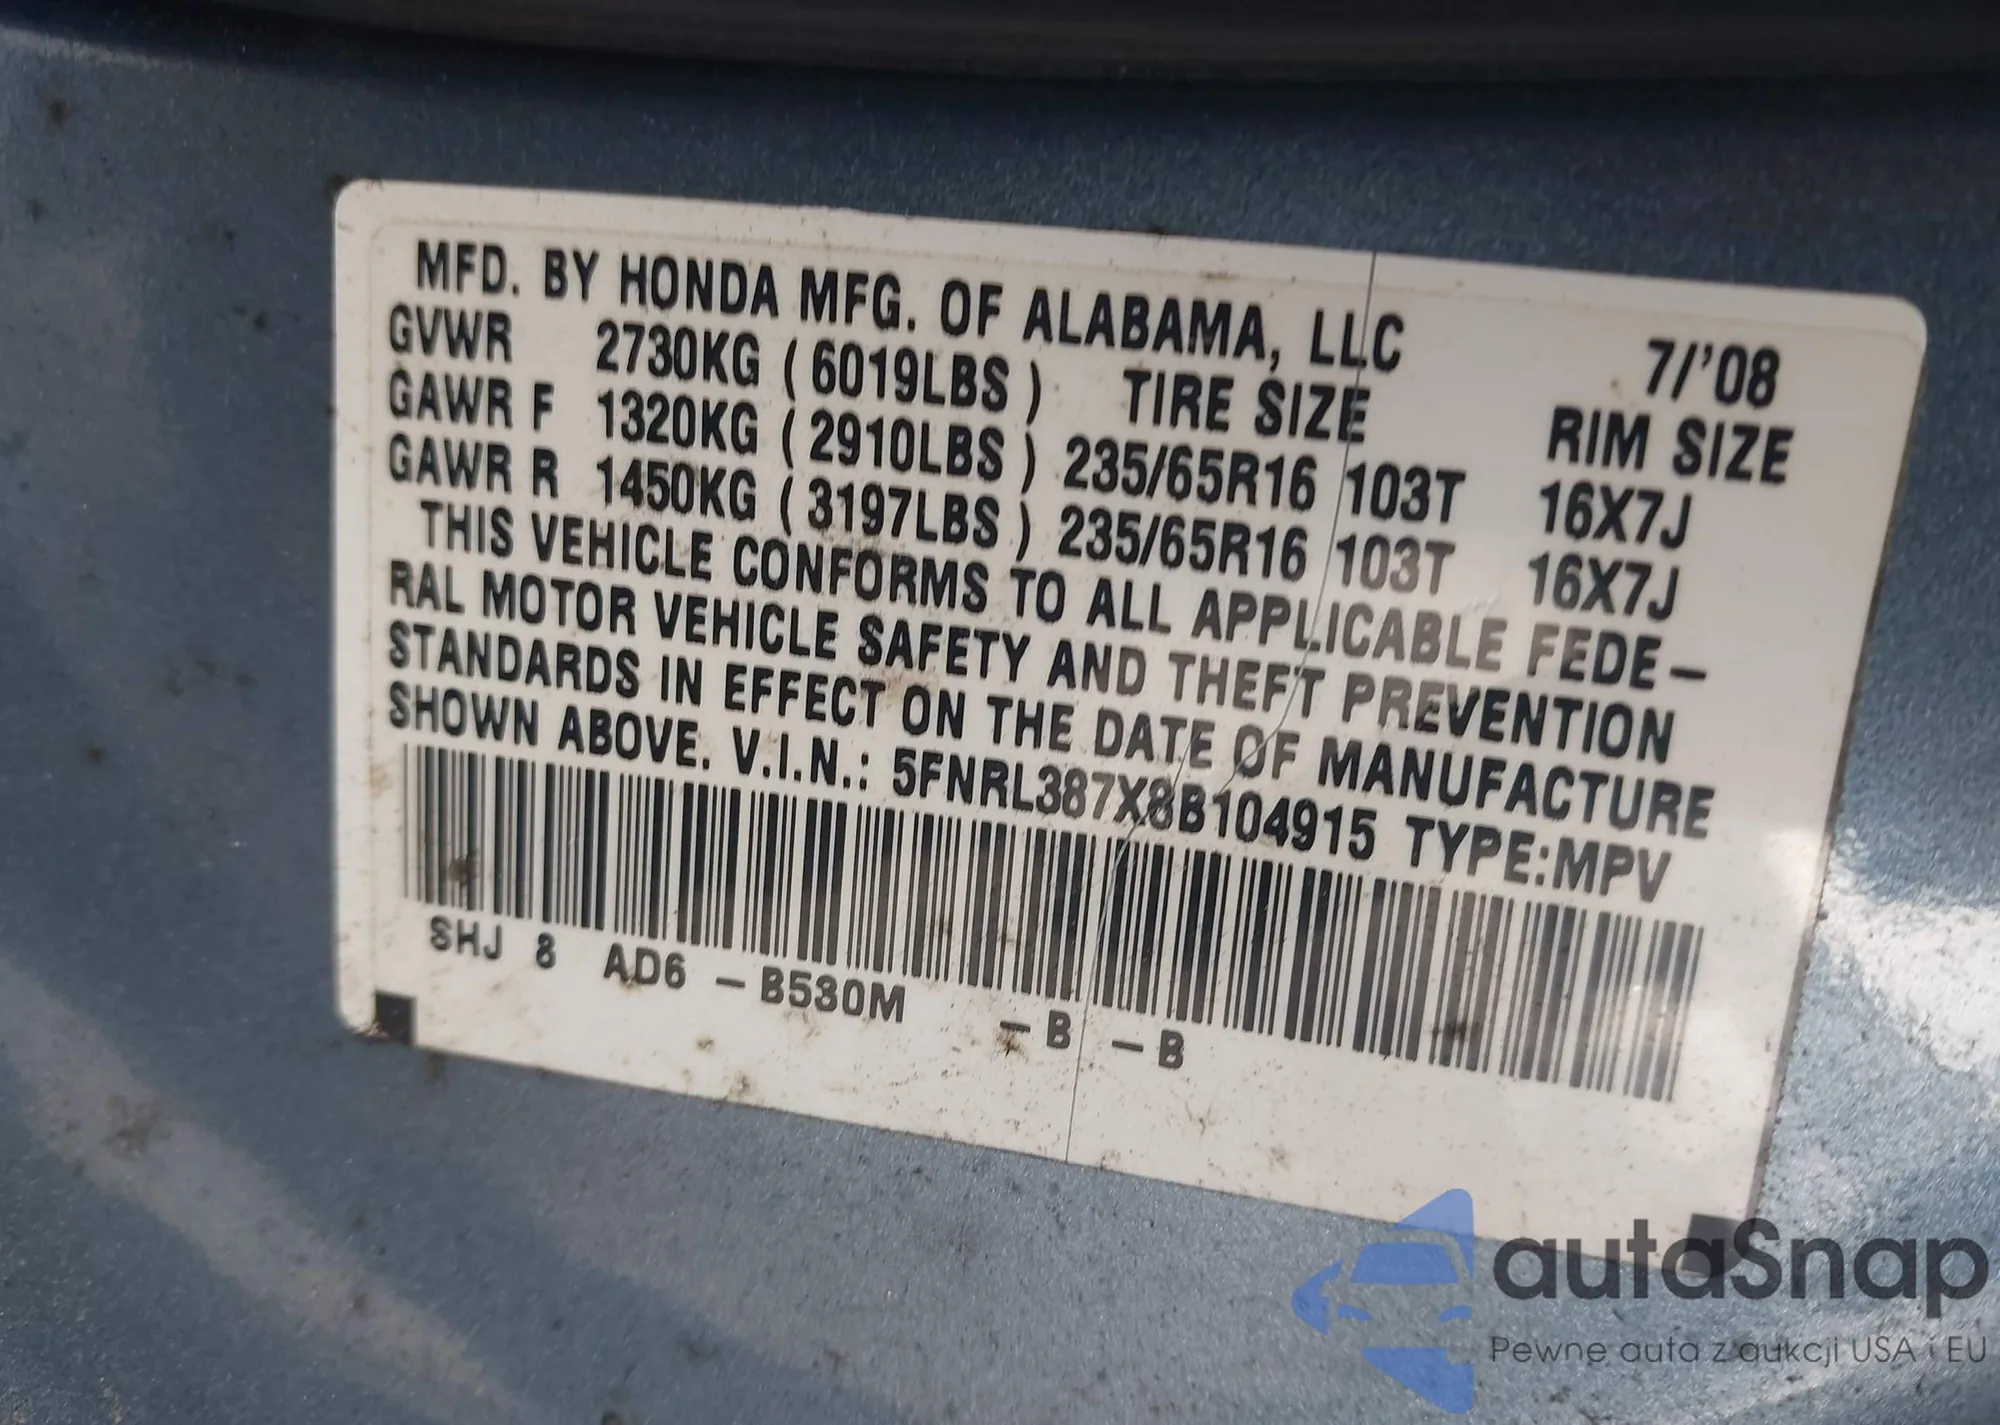 MFD. BY HONDA MFG. OF ALABAMA, LLC 7/'08
GVWR 2730KG ( 6019LBS ) TIRE SIZE RIM SIZE
GAWR F 1320KG ( 2910LBS ) 235/65R16 103T 16X7J
GAWR R 1450KG ( 3197LBS ) 235/65R16 103T 16X7J
THIS VEHICLE CONFORMS TO ALL APPLICABLE FEDE-
RAL MOTOR VEHICLE SAFETY AND THEFT PREVENTION
STANDARDS IN EFFECT ON THE DATE OF MANUFACTURE
SHOWN ABOVE. V.I.N.: 5FNRL387X8B104915 TYPE:MPV
SHJ 8 AD6 - B530M - B - B
autaSnap
Pewne auta z aukcji USA i EU